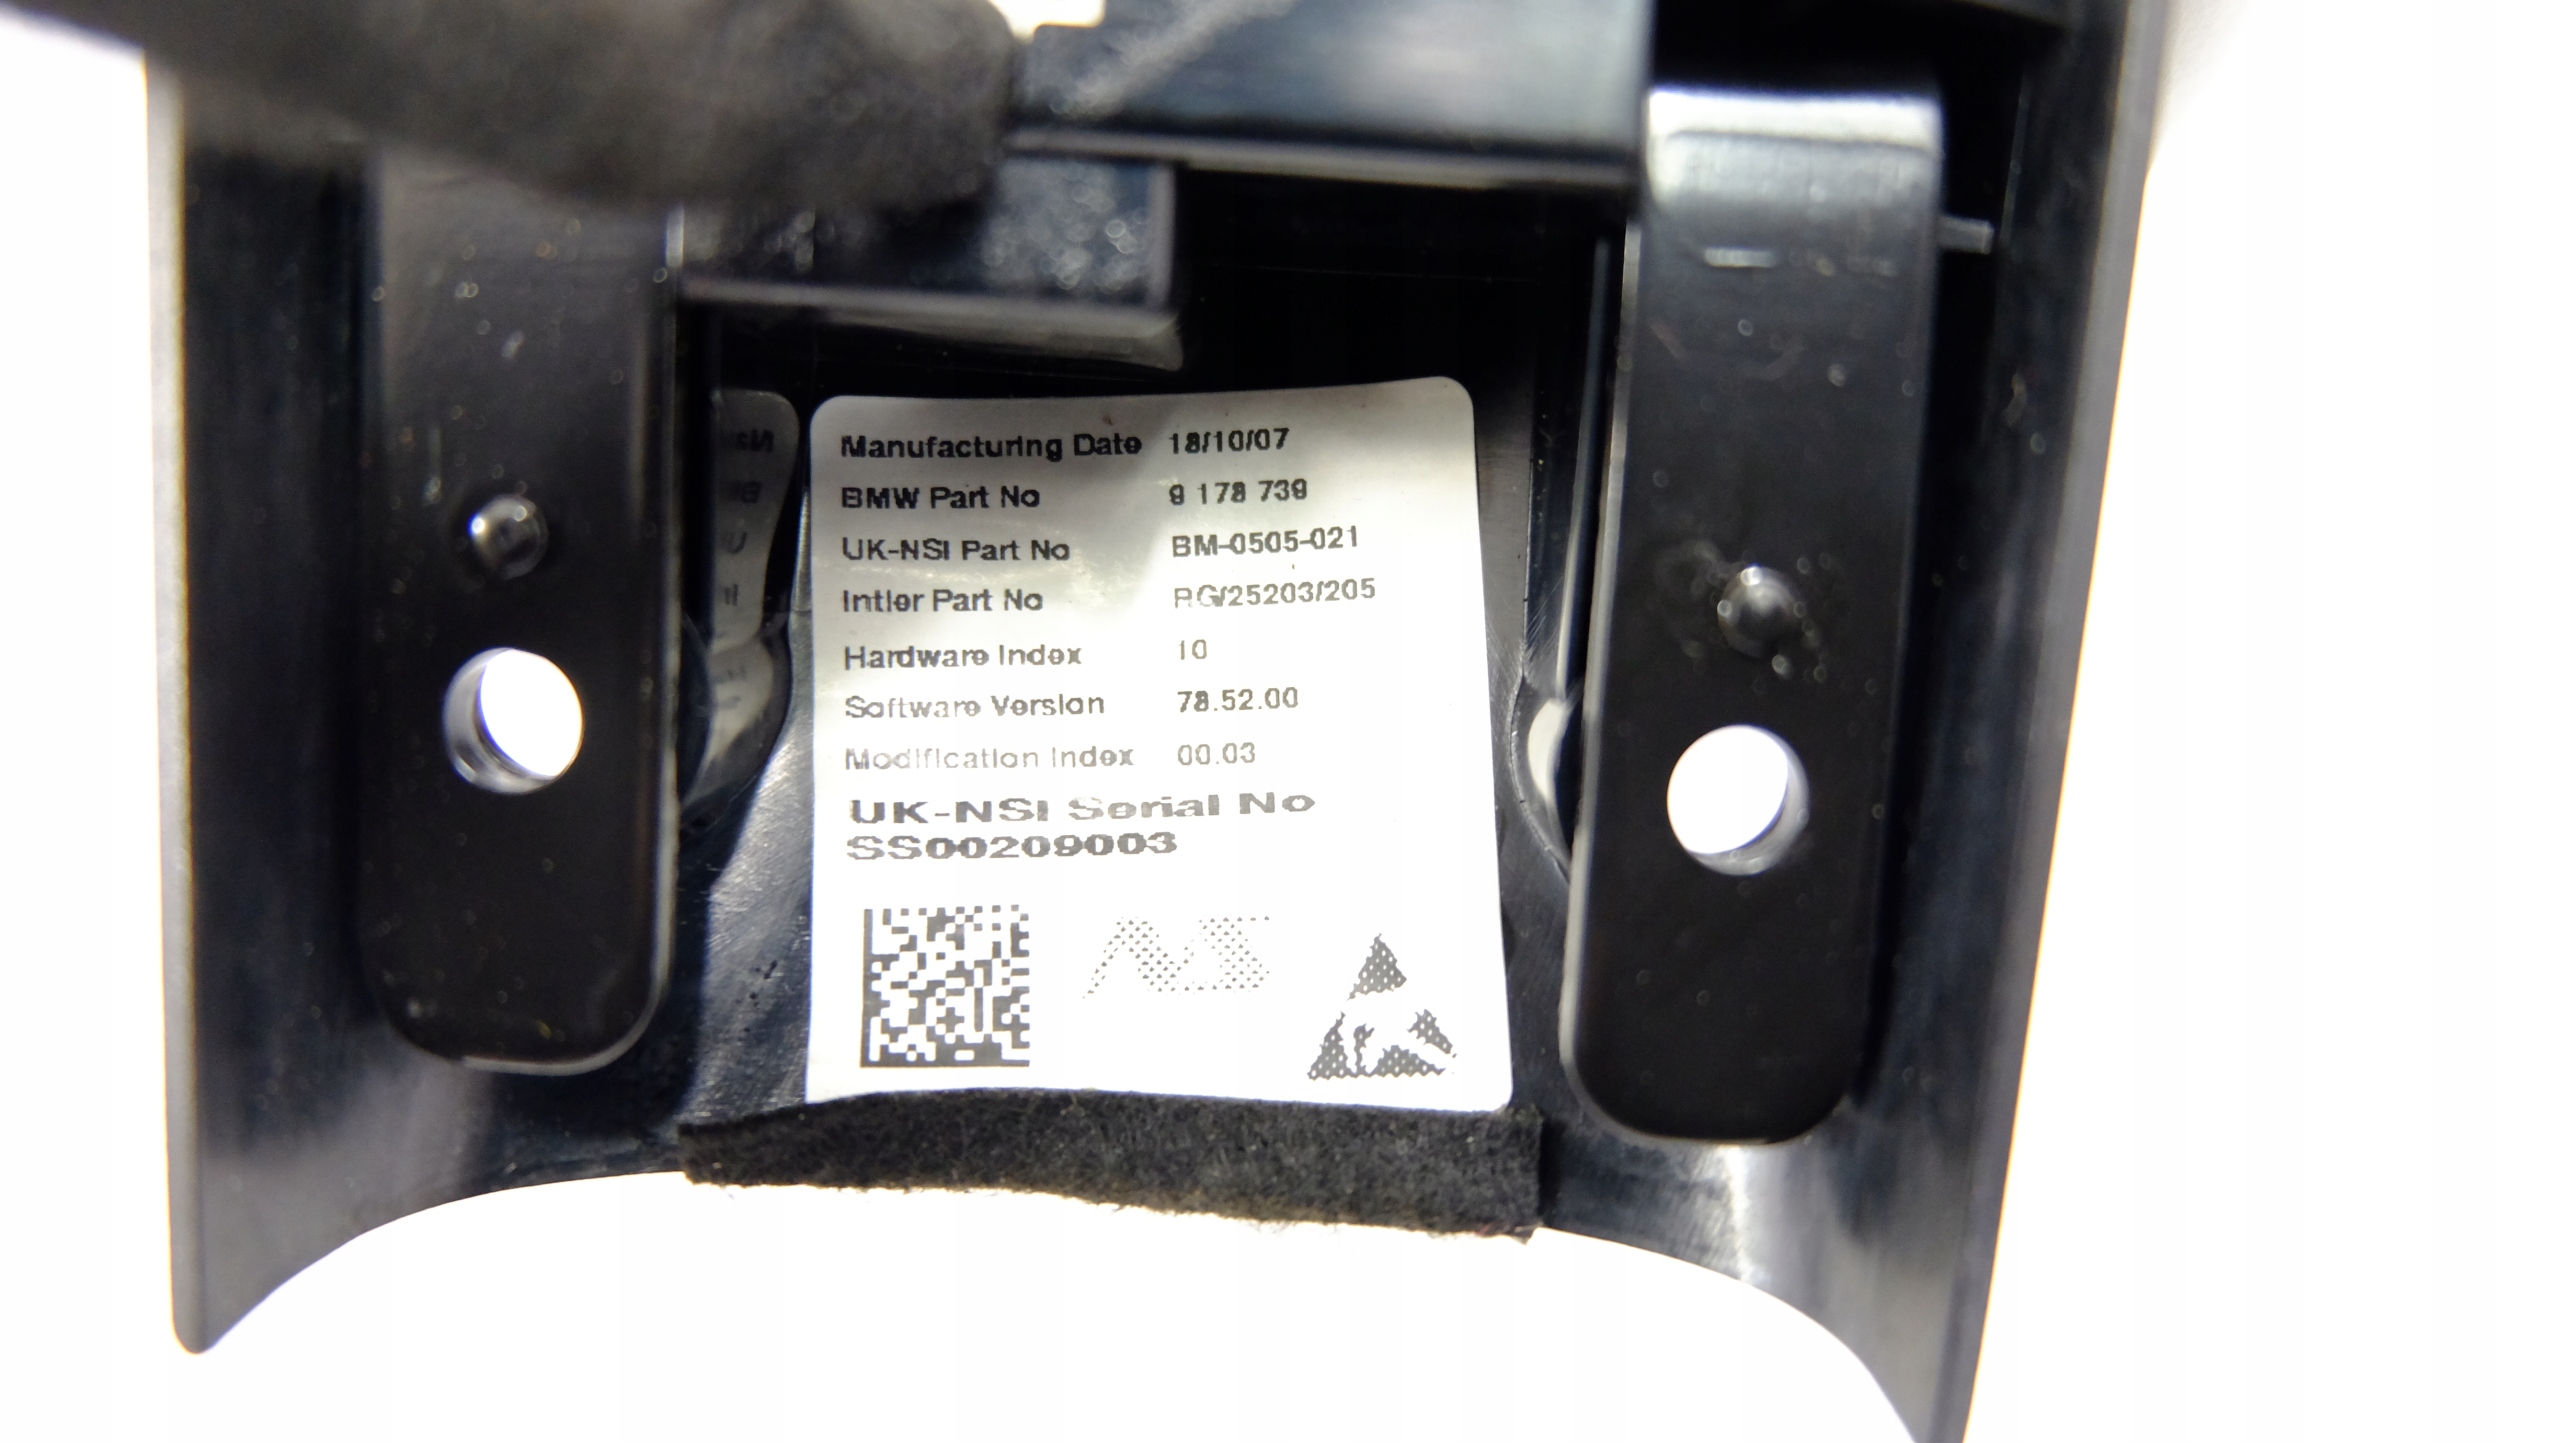 Manufacturing Date 18/10/07
BMW Part No 9 178 739
UK-NSI Part No BM-0505-021
Intier Part No RG/25203/205
Hardware Index 10
Software Version 78.52.00
Modification Index 00.03
UK-NSI Serial No
SS00209003